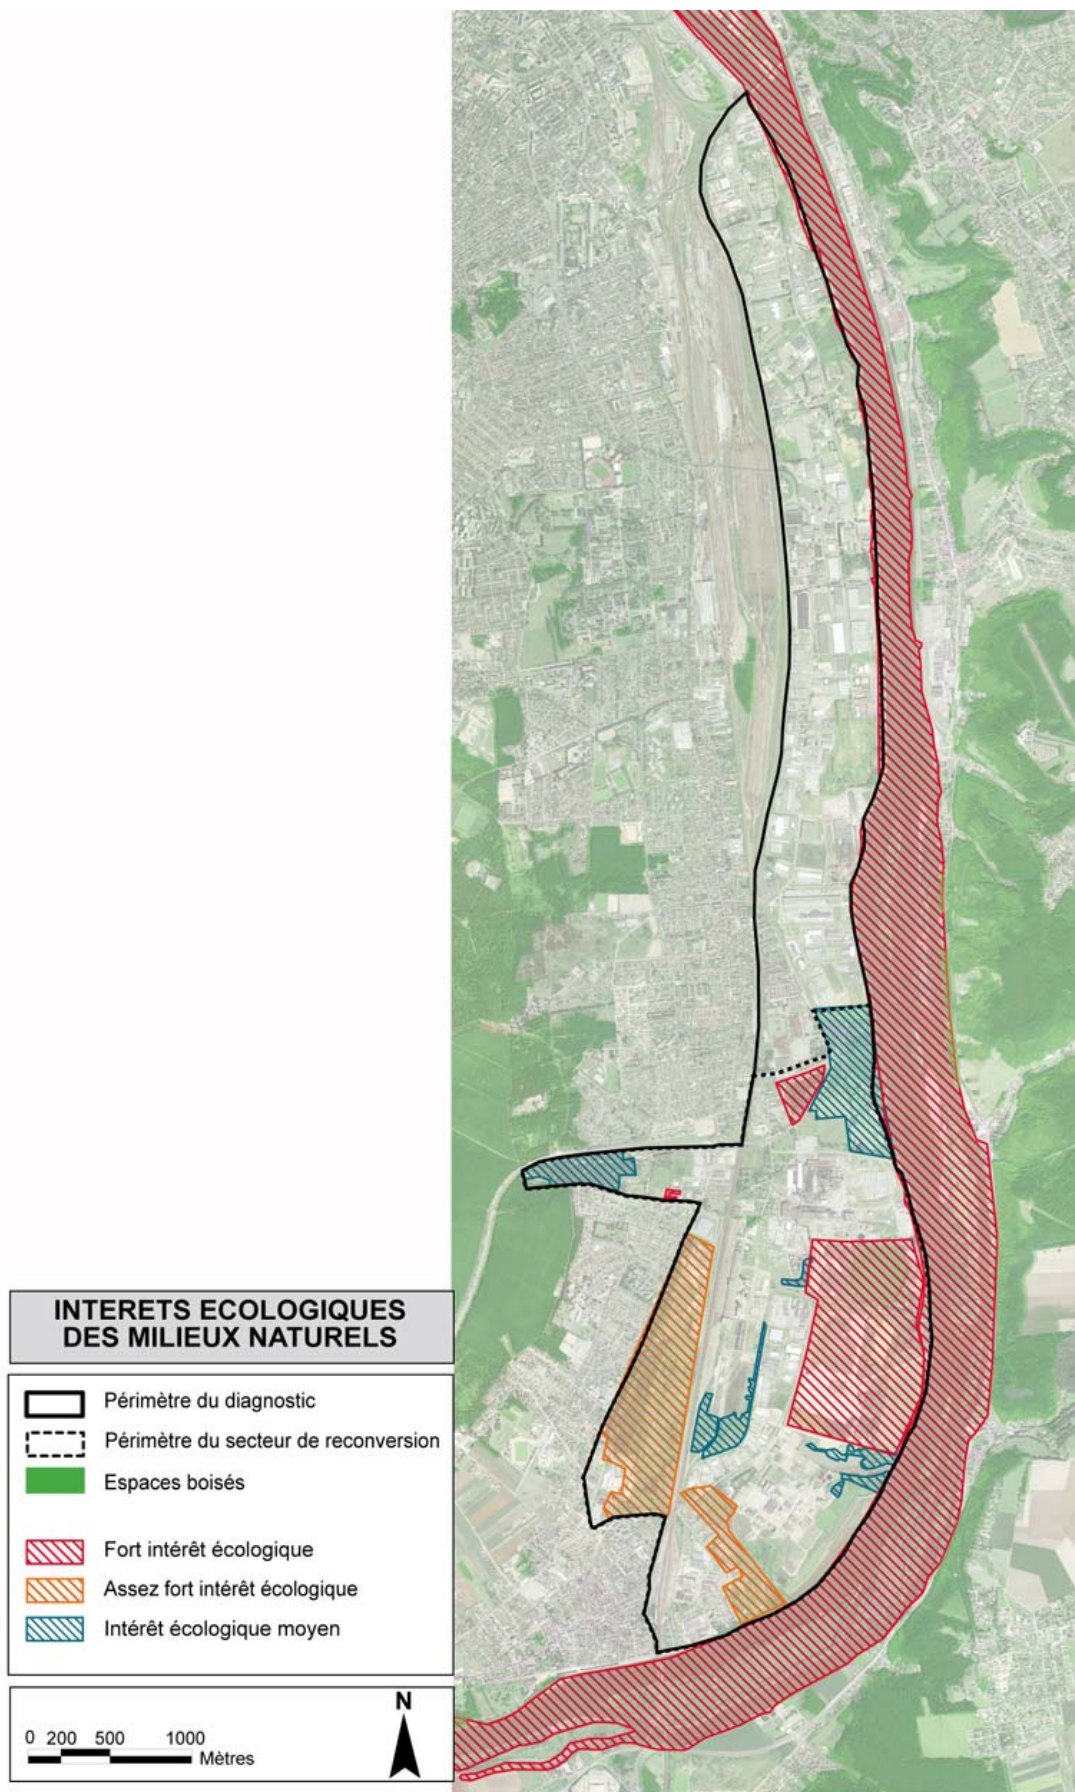 INTERETS ECOLOGIQUES
DES MILIEUX NATURELS
Périmètre du diagnostic
Périmètre du secteur de reconversion
Espaces boisés
Fort intérêt écologique
Assez fort intérêt écologique
Intérêt écologique moyen
N
0 200 500 1000
Mètres